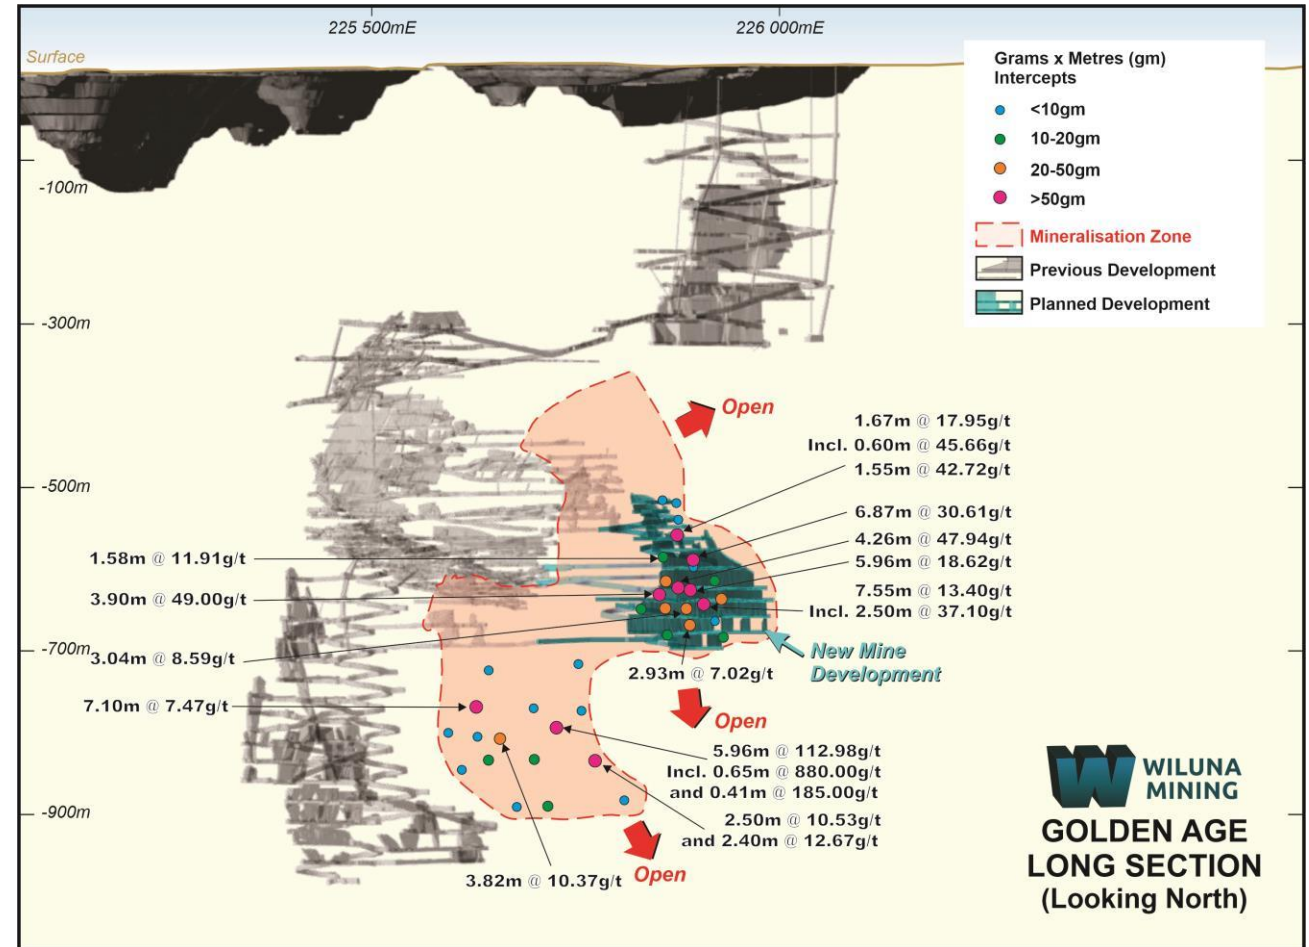 225 500mE
226 000mE
Surface
-100m
-300m
-500m
-700m
-900m
Grams x Metres (gm)
Intercepts
<10gm
10-20gm
20-50gm
>50gm
Mineralisation Zone
Previous Development
Planned Development
Open
1.67m @ 17.95g/t
Incl. 0.60m @ 45.66g/t
1.55m @ 42.72g/t
6.87m @ 30.61g/t
4.26m @ 47.94g/t
5.96m @ 18.62g/t
7.55m @ 13.40g/t
Incl. 2.50m @ 37.10g/t
1.58m @ 11.91g/t
3.90m @ 49.00g/t
3.04m @ 8.59g/t
7.10m @ 7.47g/t
2.93m @ 7.02g/t
New Mine
Development
Open
5.96m @ 112.98g/t
Incl. 0.65m @ 880.00g/t
and 0.41m @ 185.00g/t
2.50m @ 10.53g/t
and 2.40m @ 12.67g/t
3.82m @ 10.37g/t
Open
WILUNA
MINING
GOLDEN AGE
LONG SECTION
(Looking North)